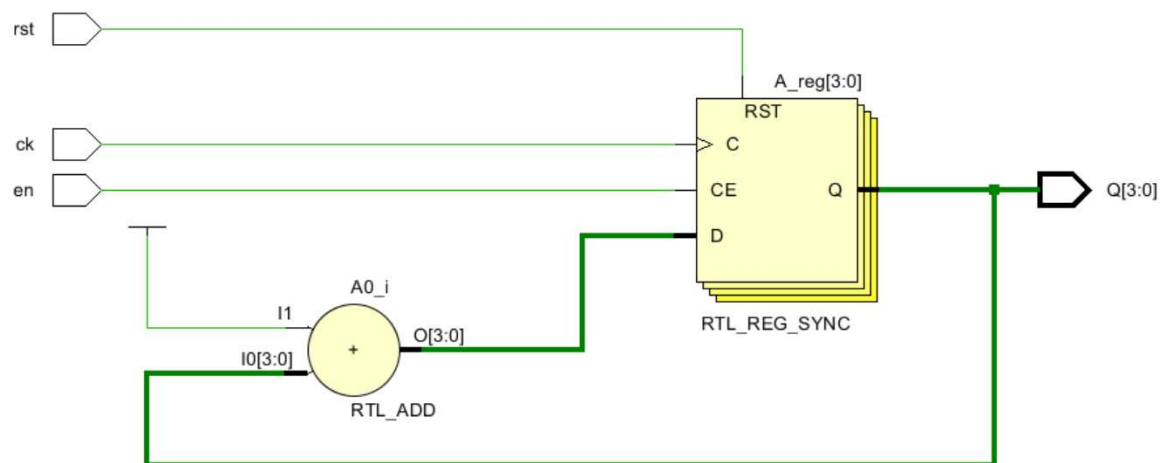 rst
A_reg[3:0]
RST
ck
C
en
CE
Q
Q[3:0]
D
A0_i
I1
O[3:0]
+
I0[3:0]
RTL_REG_SYNC
RTL_ADD